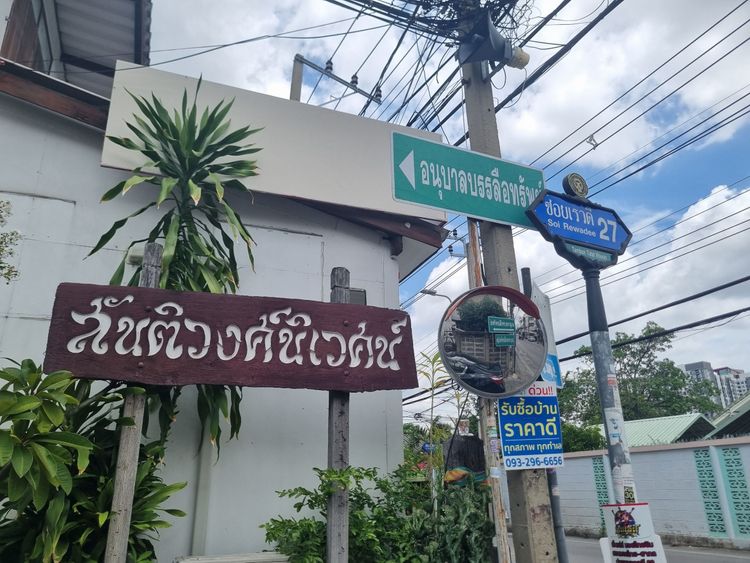 อนุบาลบรรลือทรัพย์
ซอยเรวดี 27
Soi Rewadee
สันติวงศ์นิเวศน์
ด่วน!!
รับซื้อบ้าน
ราคาดี
ทุกสภาพ ทุกทำเล
093-296-6656